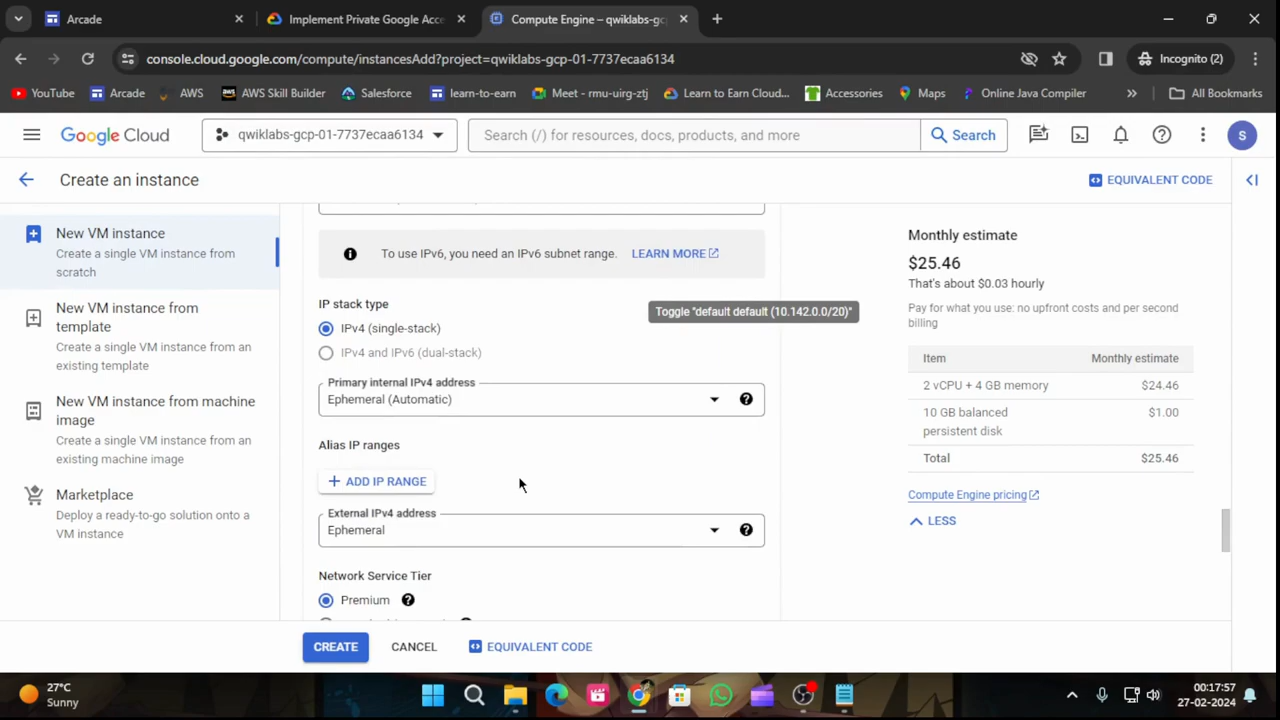 Arcade
Implement Private Google Acce
Compute Engine – qwiklabs-gc
console.cloud.google.com/compute/instancesAdd?project=qwiklabs-gcp-01-7737ecaa6134
Incognito (2)
YouTube
Arcade
AWS
AWS Skill Builder
Salesforce
learn-to-earn
Meet - rmu-uirg-ztj
Learn to Earn Cloud...
Accessories
Maps
Online Java Compiler
»
All Bookmarks
Google Cloud
qwiklabs-gcp-01-7737ecaa6134
Search (/) for resources, docs, products, and more
Search
S
Create an instance
EQUIVALENT CODE
New VM instance
Create a single VM instance from
scratch
New VM instance from
template
Create a single VM instance from an
existing template
New VM instance from machine
image
Create a single VM instance from an
existing machine image
Marketplace
Deploy a ready-to-go solution onto a
VM instance
To use IPv6, you need an IPv6 subnet range. LEARN MORE
IP stack type
Toggle "default default (10.142.0.0/20)"
IPv4 (single-stack)
IPv4 and IPv6 (dual-stack)
Primary internal IPv4 address
Ephemeral (Automatic)
Alias IP ranges
+ ADD IP RANGE
External IPv4 address
Ephemeral
Network Service Tier
Premium
Monthly estimate
$25.46
That's about $0.03 hourly
Pay for what you use: no upfront costs and per second
billing
Item Monthly estimate
2 vCPU + 4 GB memory $24.46
10 GB balanced $1.00
persistent disk
Total $25.46
Compute Engine pricing
LESS
CREATE
CANCEL
EQUIVALENT CODE
27°C
Sunny
00:17:57
27-02-2024